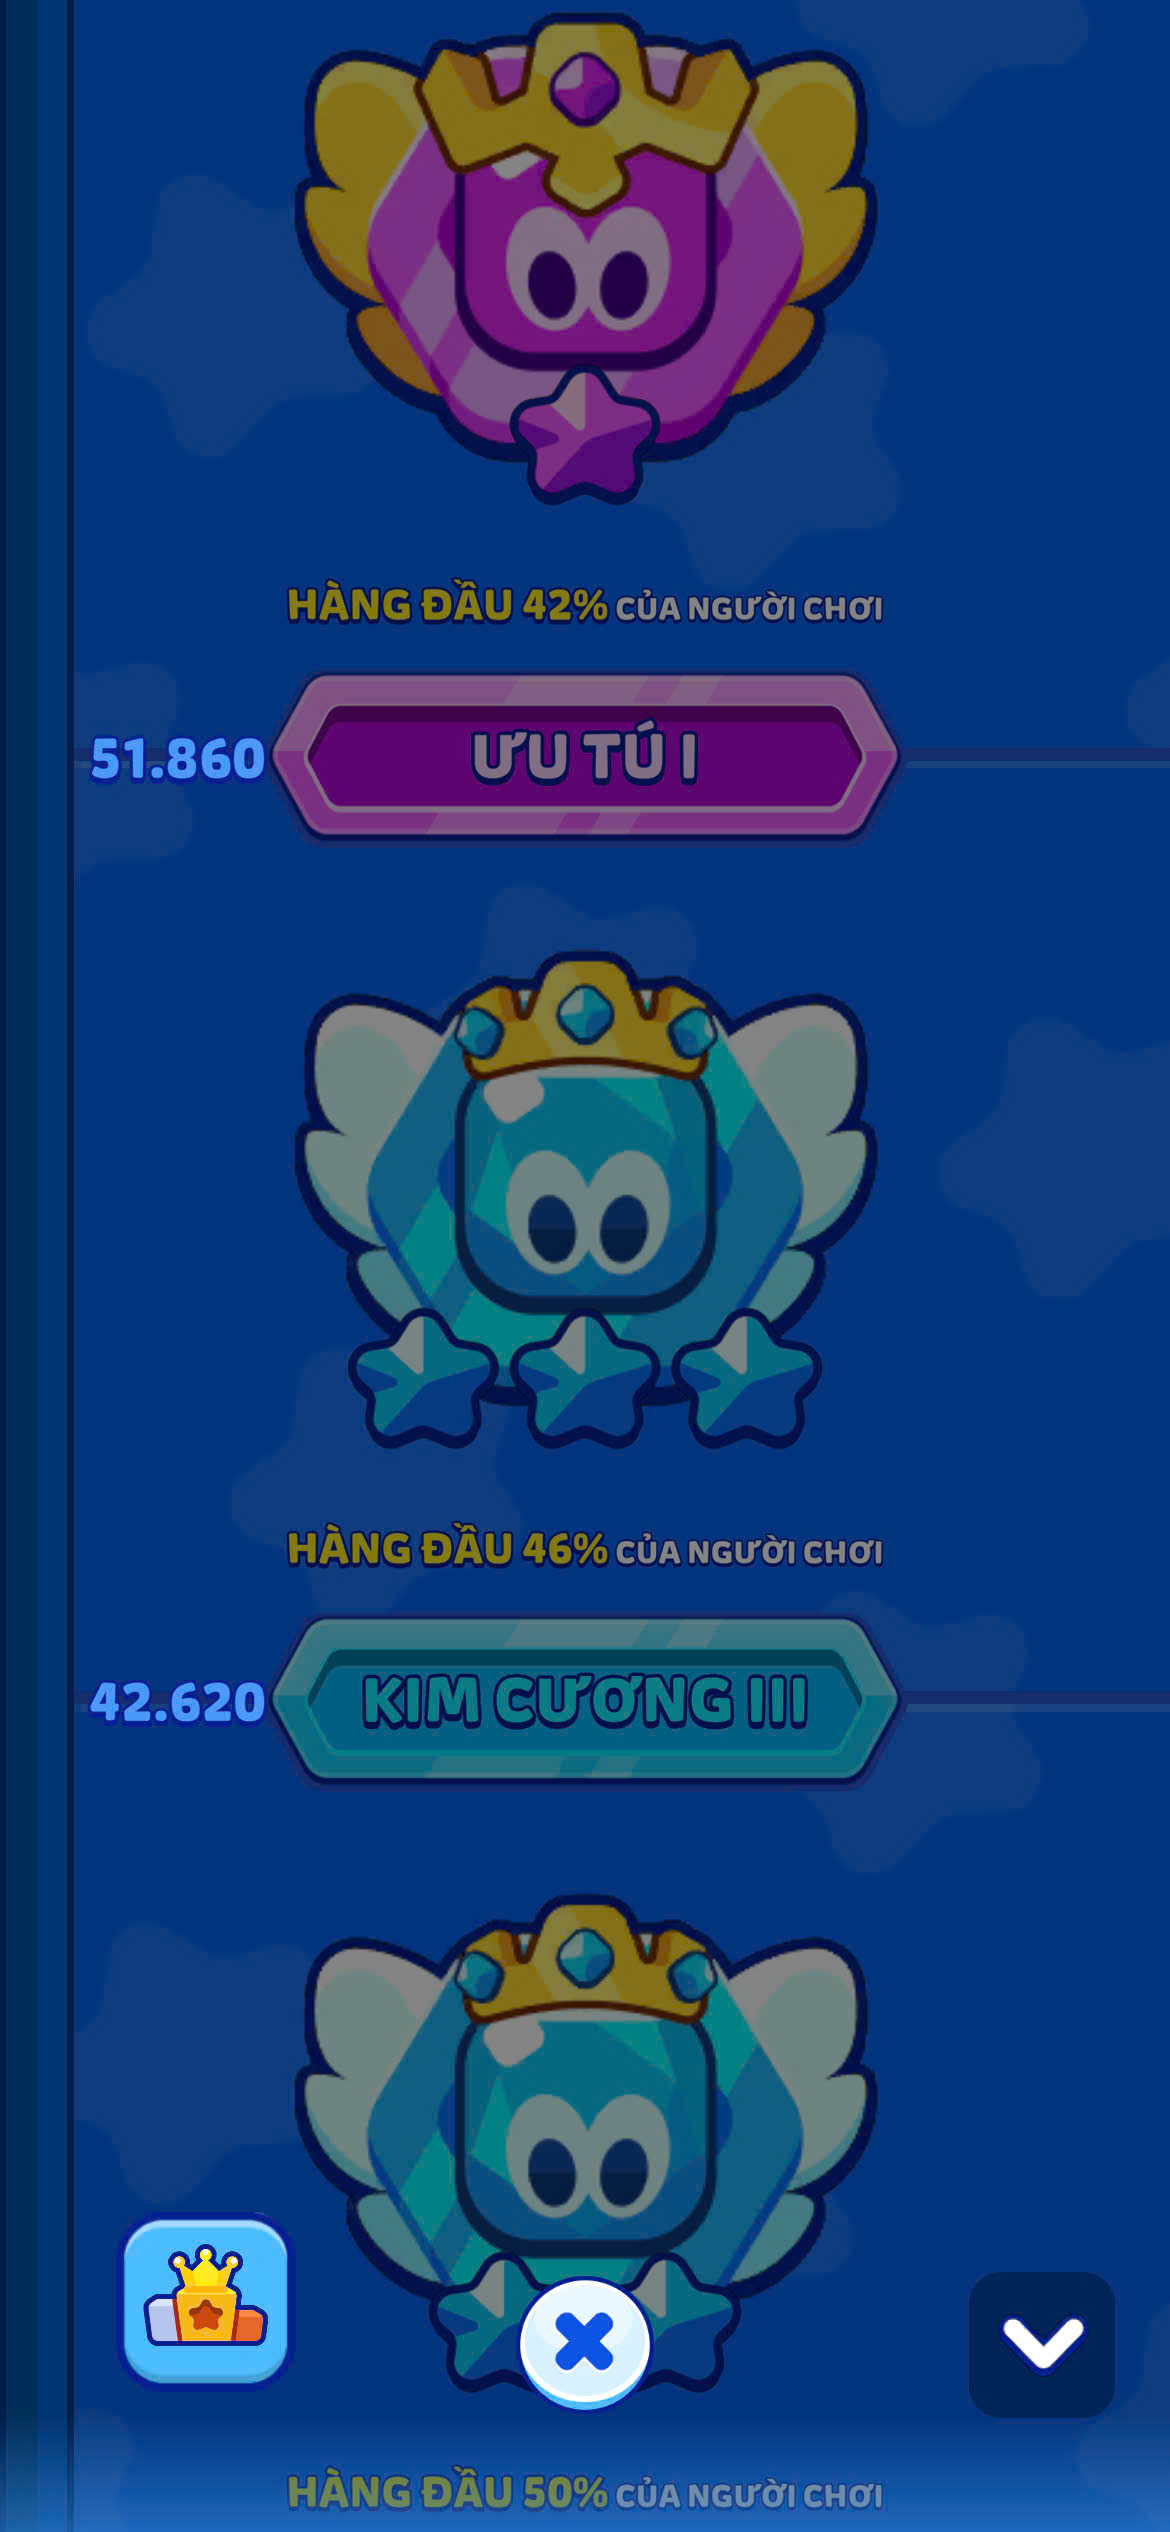 HÀNG ĐẦU 42% CỦA NGƯỜI CHƠI
51.860
ƯU TÚ I
HÀNG ĐẦU 46% CỦA NGƯỜI CHƠI
42.620
KIM CƯƠNG III
HÀNG ĐẦU 50% CỦA NGƯỜI CHƠI